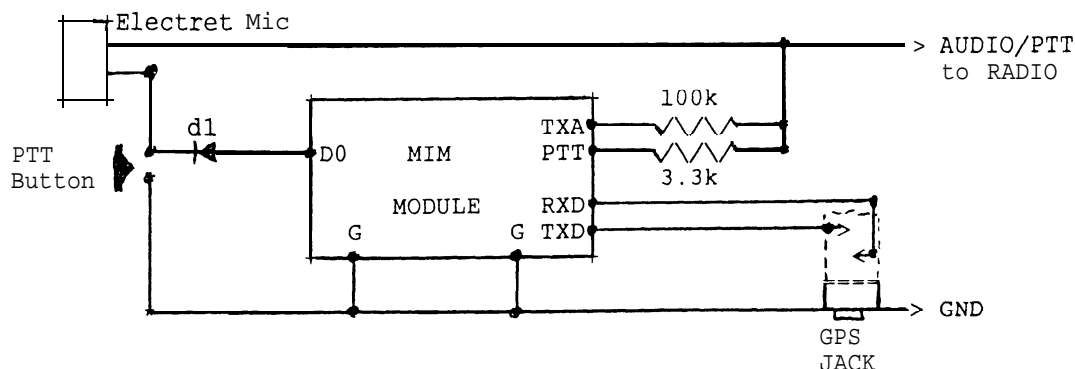 Electret Mic
> AUDIO/PTT
to RADIO
100k
d1
TXA
PTT
Button
D0
MIM
PTT
3.3k
MODULE
RXD
G
G
TXD
> GND
GPS
JACK